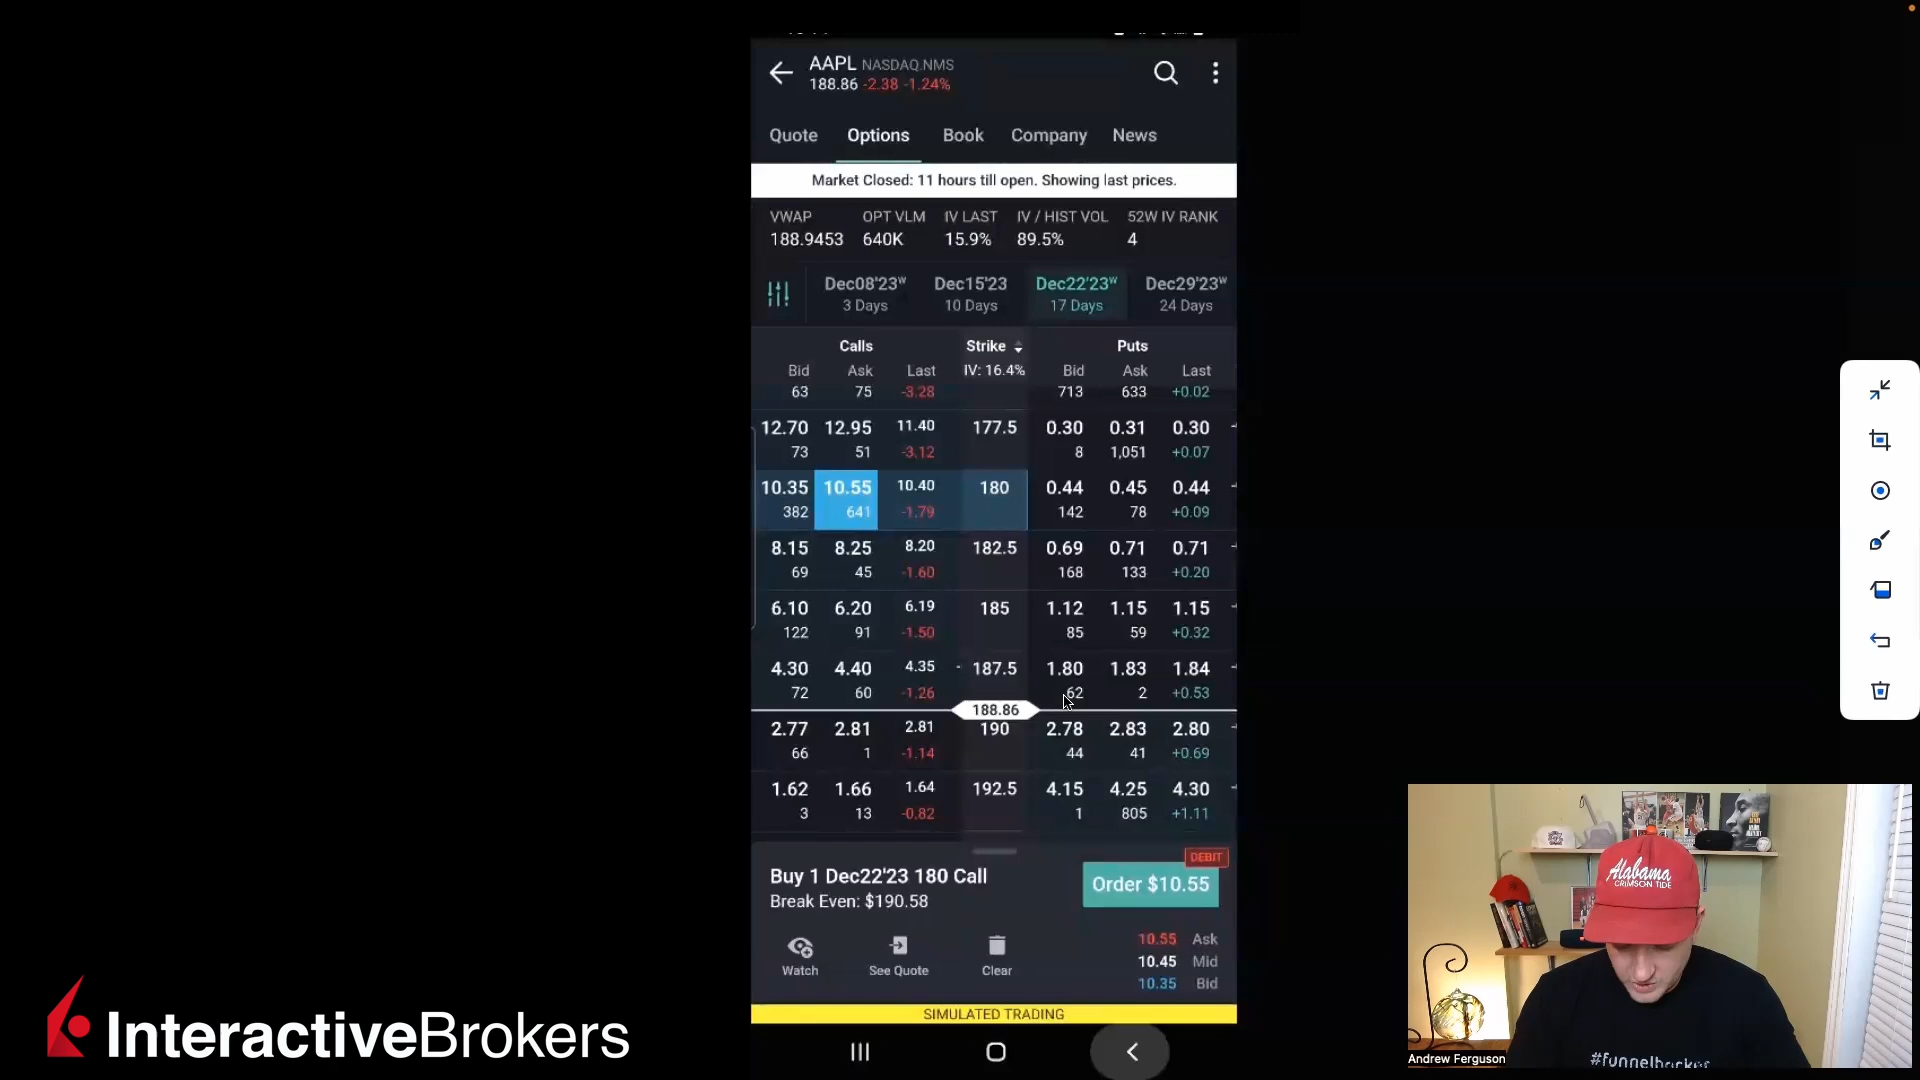 AAPL NASDAQ.NMS
188.86 -2.38 -1.24%
Quote Options Book Company News
Market Closed: 11 hours till open. Showing last prices.
VWAP OPT VLM IV LAST IV / HIST VOL 52W IV RANK
188.9453 640K 15.9% 89.5% 4
Dec08'23W Dec15'23 Dec22'23W Dec29'23W
3 Days 10 Days 17 Days 24 Days
Calls Strike Puts
Bid Ask Last IV: 16.4% Bid Ask Last
63 75 -3.28 713 633 +0.02
12.70 12.95 11.40 177.5 0.30 0.31 0.30
73 51 -3.12 8 1,051 +0.07
10.35 10.55 10.40 180 0.44 0.45 0.44
382 641 -1.79 142 78 +0.09
8.15 8.25 8.20 182.5 0.69 0.71 0.71
69 45 -1.60 168 133 +0.20
6.10 6.20 6.19 185 1.12 1.15 1.15
122 91 -1.50 85 59 +0.32
4.30 4.40 4.35 187.5 1.80 1.83 1.84
72 60 -1.26 62 2 +0.53
188.86
2.77 2.81 2.81 190 2.78 2.83 2.80
66 1 -1.14 44 41 +0.69
1.62 1.66 1.64 192.5 4.15 4.25 4.30
3 13 -0.82 1 805 +1.11
DEBIT
Buy 1 Dec22'23 180 Call
Order $10.55
Break Even: $190.58
10.55 Ask
10.45 Mid
10.35 Bid
Watch See Quote Clear
SIMULATED TRADING
InteractiveBrokers
Alabama
CRIMSON TIDE
Andrew Ferguson